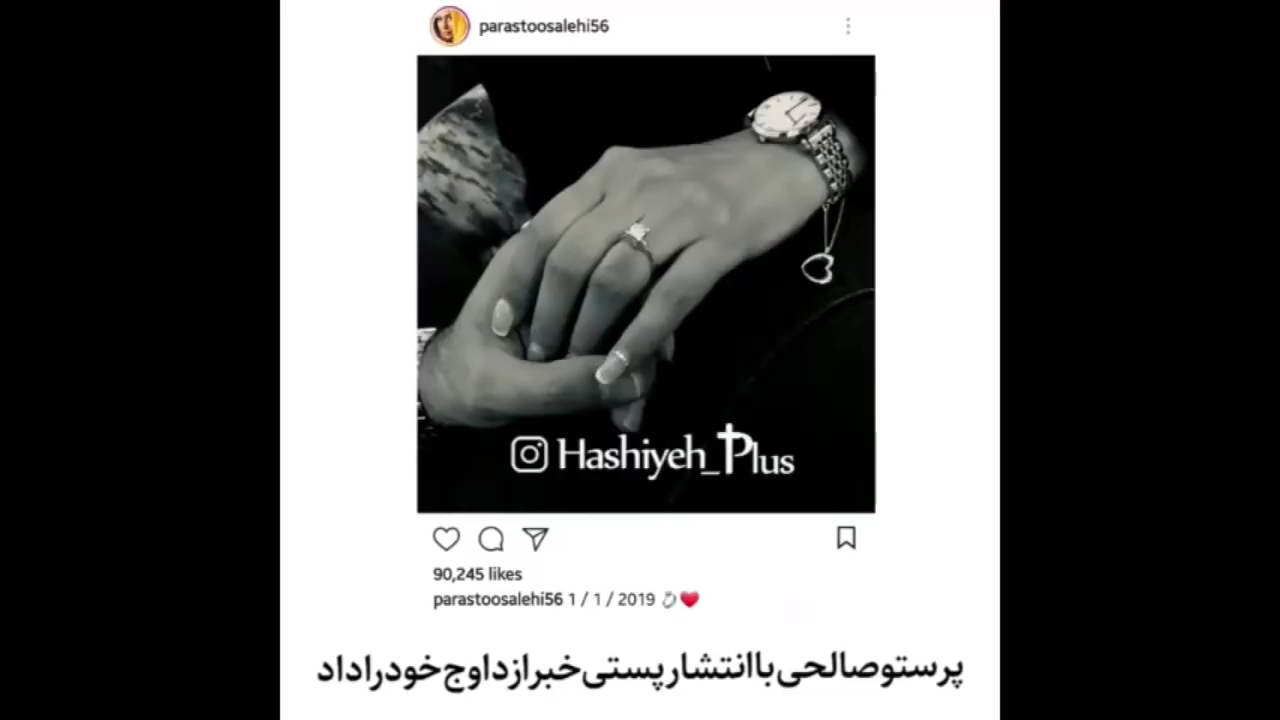 parastoosalehi56
Hashiyeh_Plus
90,245 likes
parastoosalehi56 1 / 1 / 2019 💍❤️
پرستو صالحی با انتشار پستی خبر ازدواج خود را داد